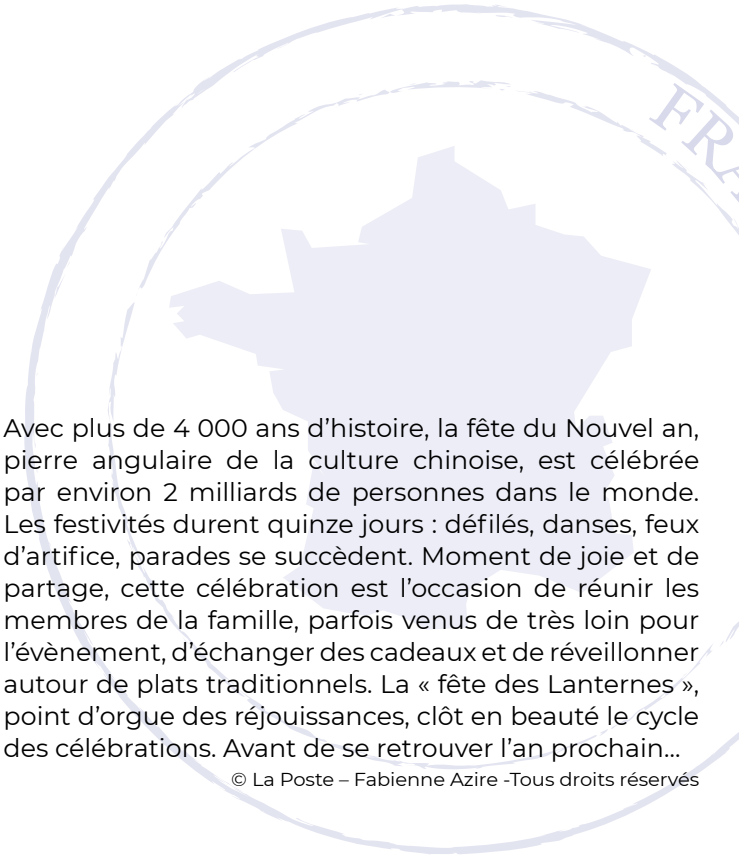 FRA
Avec plus de 4 000 ans d’histoire, la fête du Nouvel an,
pierre angulaire de la culture chinoise, est célébrée
par environ 2 milliards de personnes dans le monde.
Les festivités durent quinze jours : défilés, danses, feux
d’artifice, parades se succèdent. Moment de joie et de
partage, cette célébration est l’occasion de réunir les
membres de la famille, parfois venus de très loin pour
l’évènement, d’échanger des cadeaux et de réveillonner
autour de plats traditionnels. La « fête des Lanternes »,
point d’orgue des réjouissances, clôt en beauté le cycle
des célébrations. Avant de se retrouver l’an prochain...
© La Poste – Fabienne Azire -Tous droits réservés